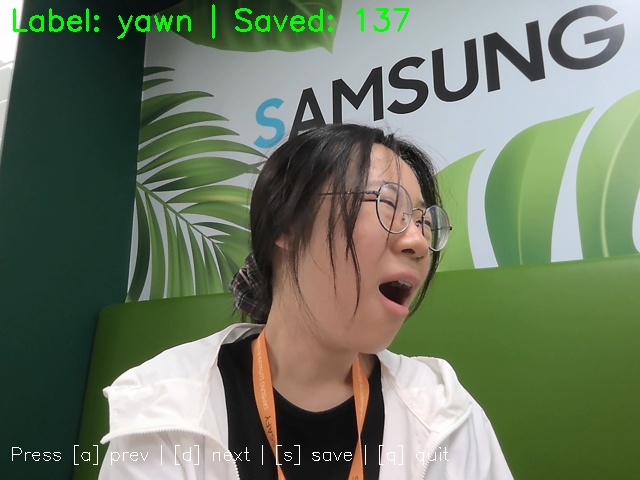 Label: yawn | Saved: 137
SAMSUNG
Press [a] prev | [d] next | [s] save | [q] quit